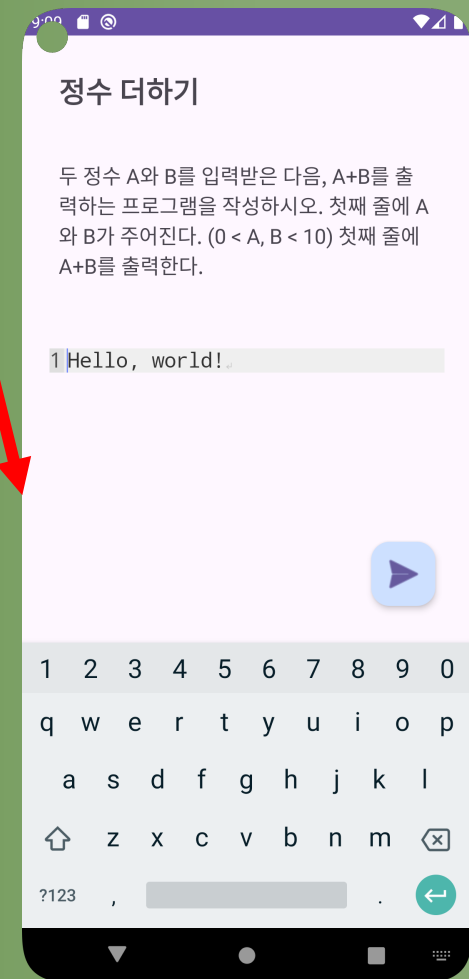 9:09
정수 더하기
두 정수 A와 B를 입력받은 다음, A+B를 출
력하는 프로그램을 작성하시오. 첫째 줄에 A
와 B가 주어진다. (0 < A, B < 10) 첫째 줄에
A+B를 출력한다.
1 Hello, world!
1 2 3 4 5 6 7 8 9 0
q w e r t y u i o p
a s d f g h j k l
z x c v b n m
?123 , .